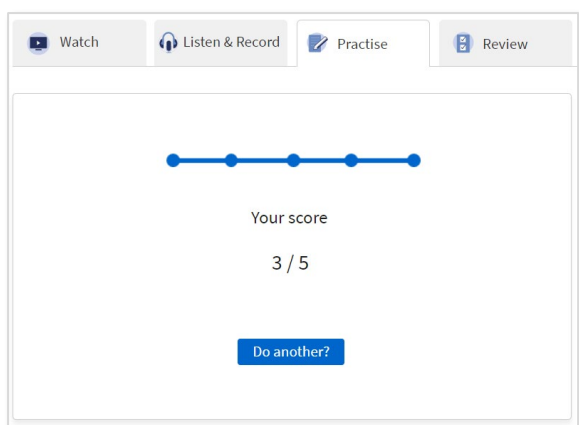 Watch
Listen & Record
Practise
Review
Your score
3 / 5
Do another?